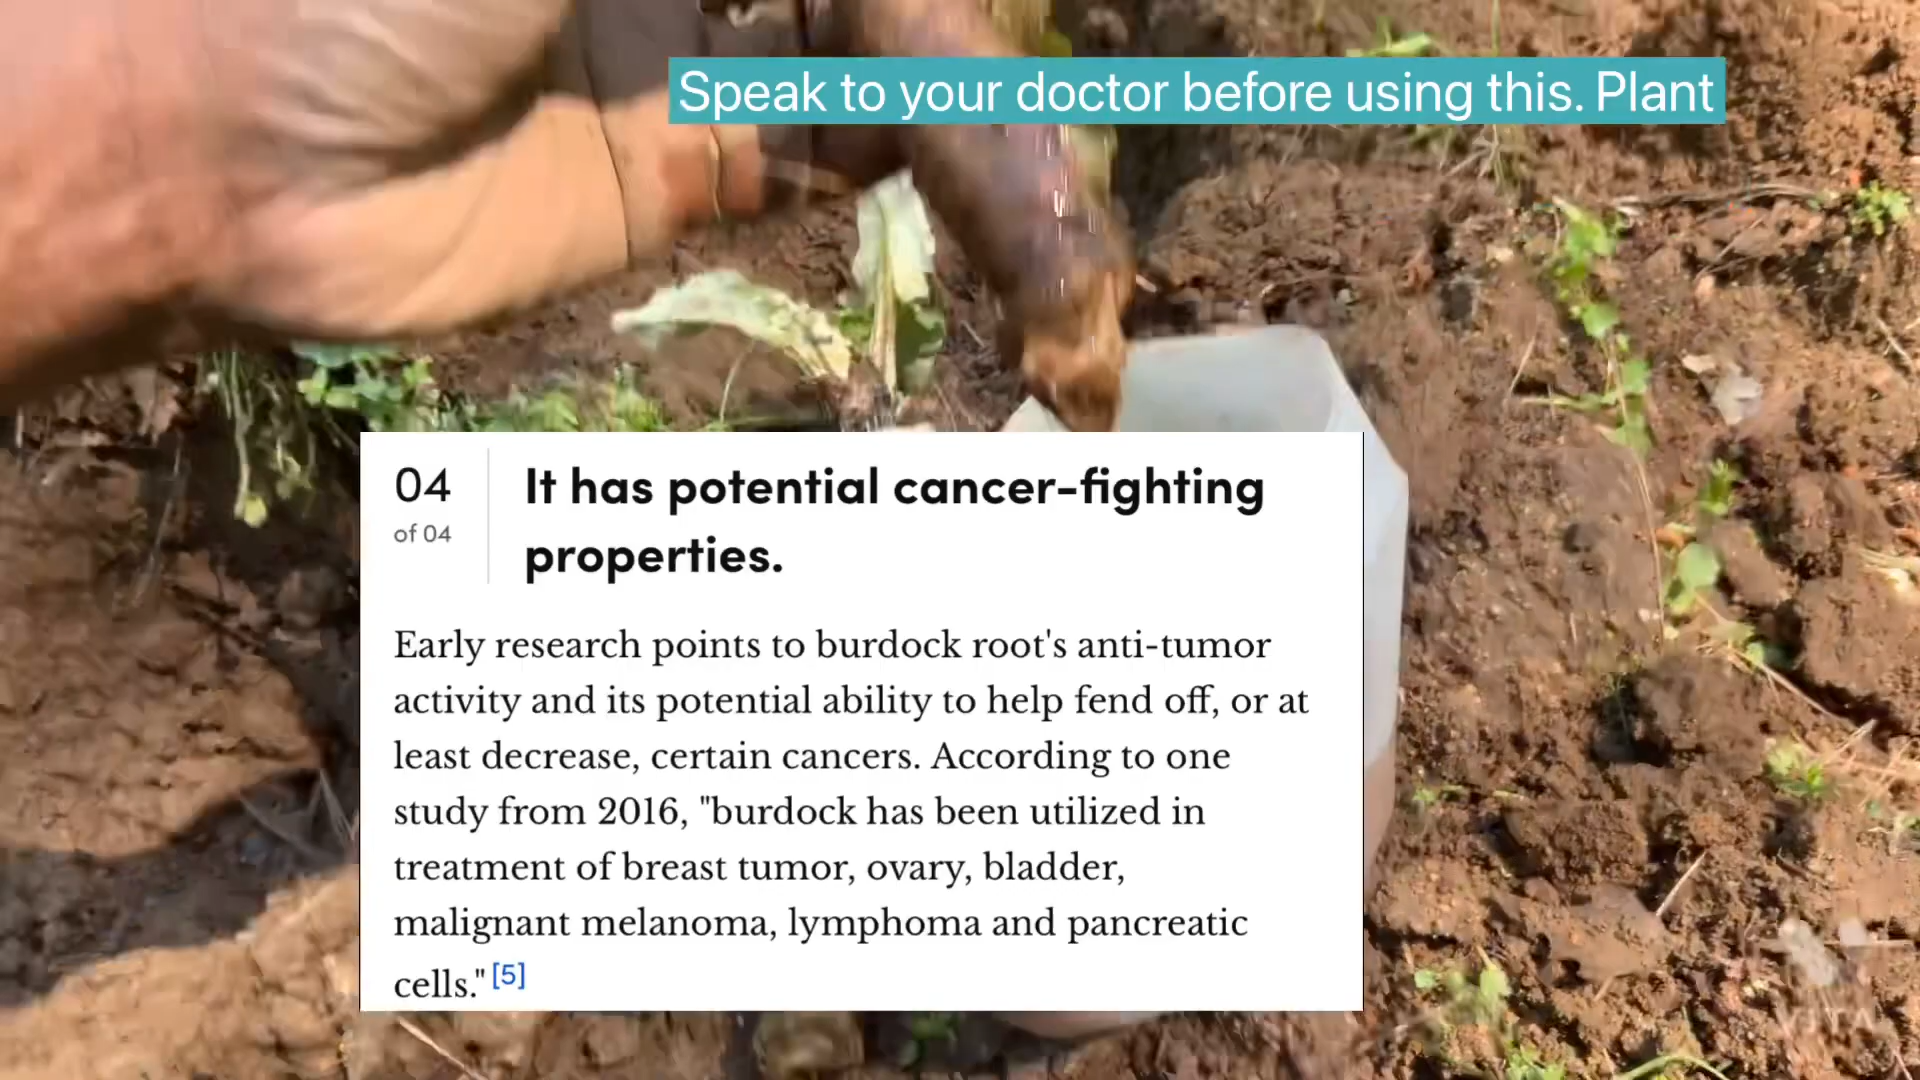 Speak to your doctor before using this. Plant
04
of 04
It has potential cancer-fighting
properties.
Early research points to burdock root's anti-tumor
activity and its potential ability to help fend off, or at
least decrease, certain cancers. According to one
study from 2016, "burdock has been utilized in
treatment of breast tumor, ovary, bladder,
malignant melanoma, lymphoma and pancreatic
cells." [5]
VITA